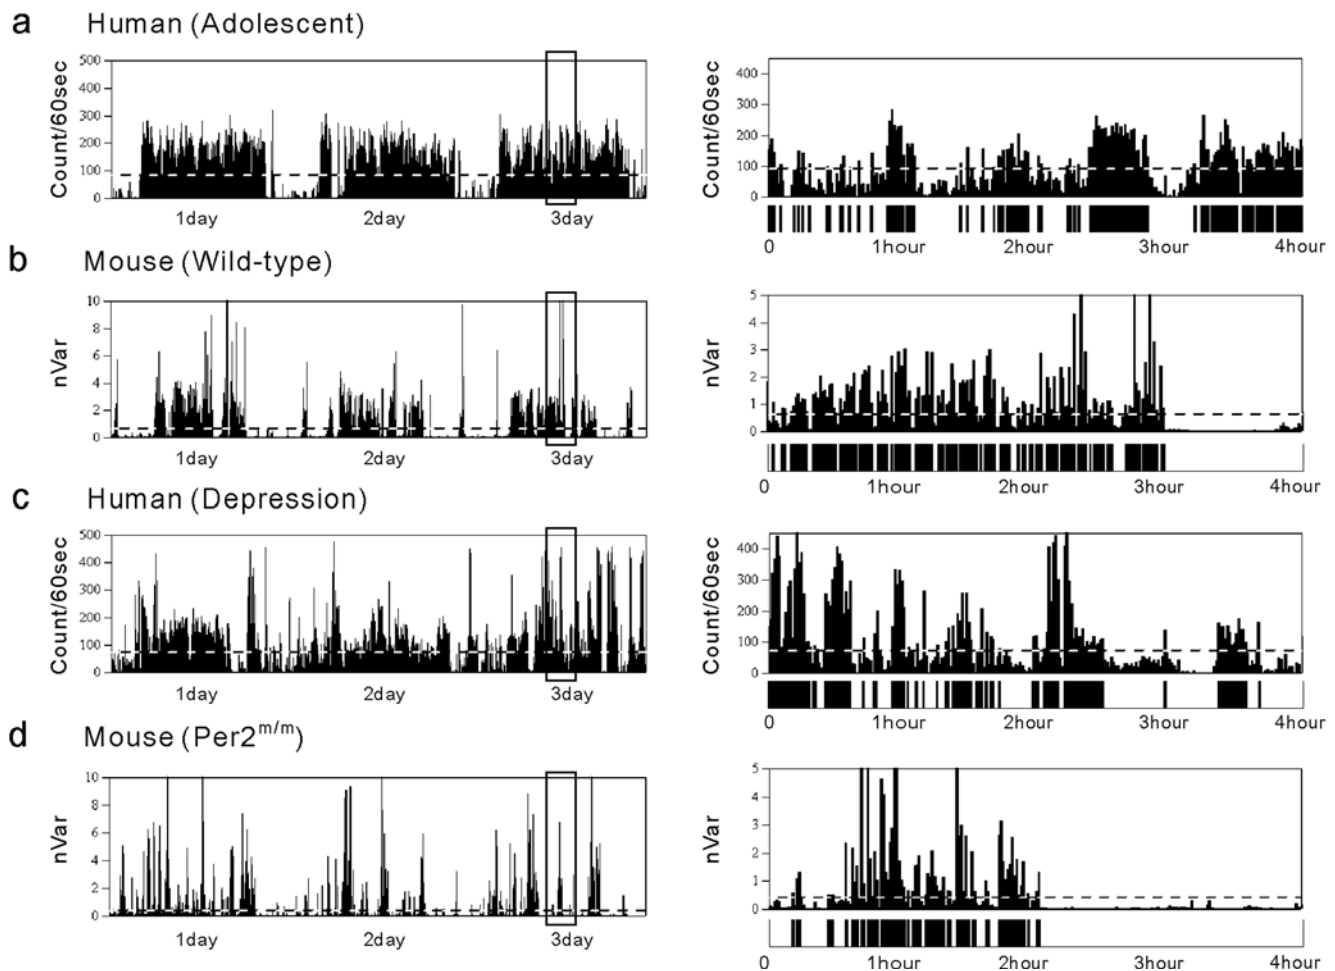 a Human (Adolescent)
Count/60sec
500
400
300
200
100
0
1day 2day 3day
Count/60sec
400
300
200
100
0
0 1hour 2hour 3hour 4hour
b Mouse (Wild-type)
nVar
10
8
6
4
2
0
1day 2day 3day
nVar
5
4
3
2
1
0
0 1hour 2hour 3hour 4hour
c Human (Depression)
Count/60sec
500
400
300
200
100
0
1day 2day 3day
Count/60sec
400
300
200
100
0
0 1hour 2hour 3hour 4hour
d Mouse (Per2m/m)
nVar
10
8
6
4
2
0
1day 2day 3day
nVar
5
4
3
2
1
0
0 1hour 2hour 3hour 4hour